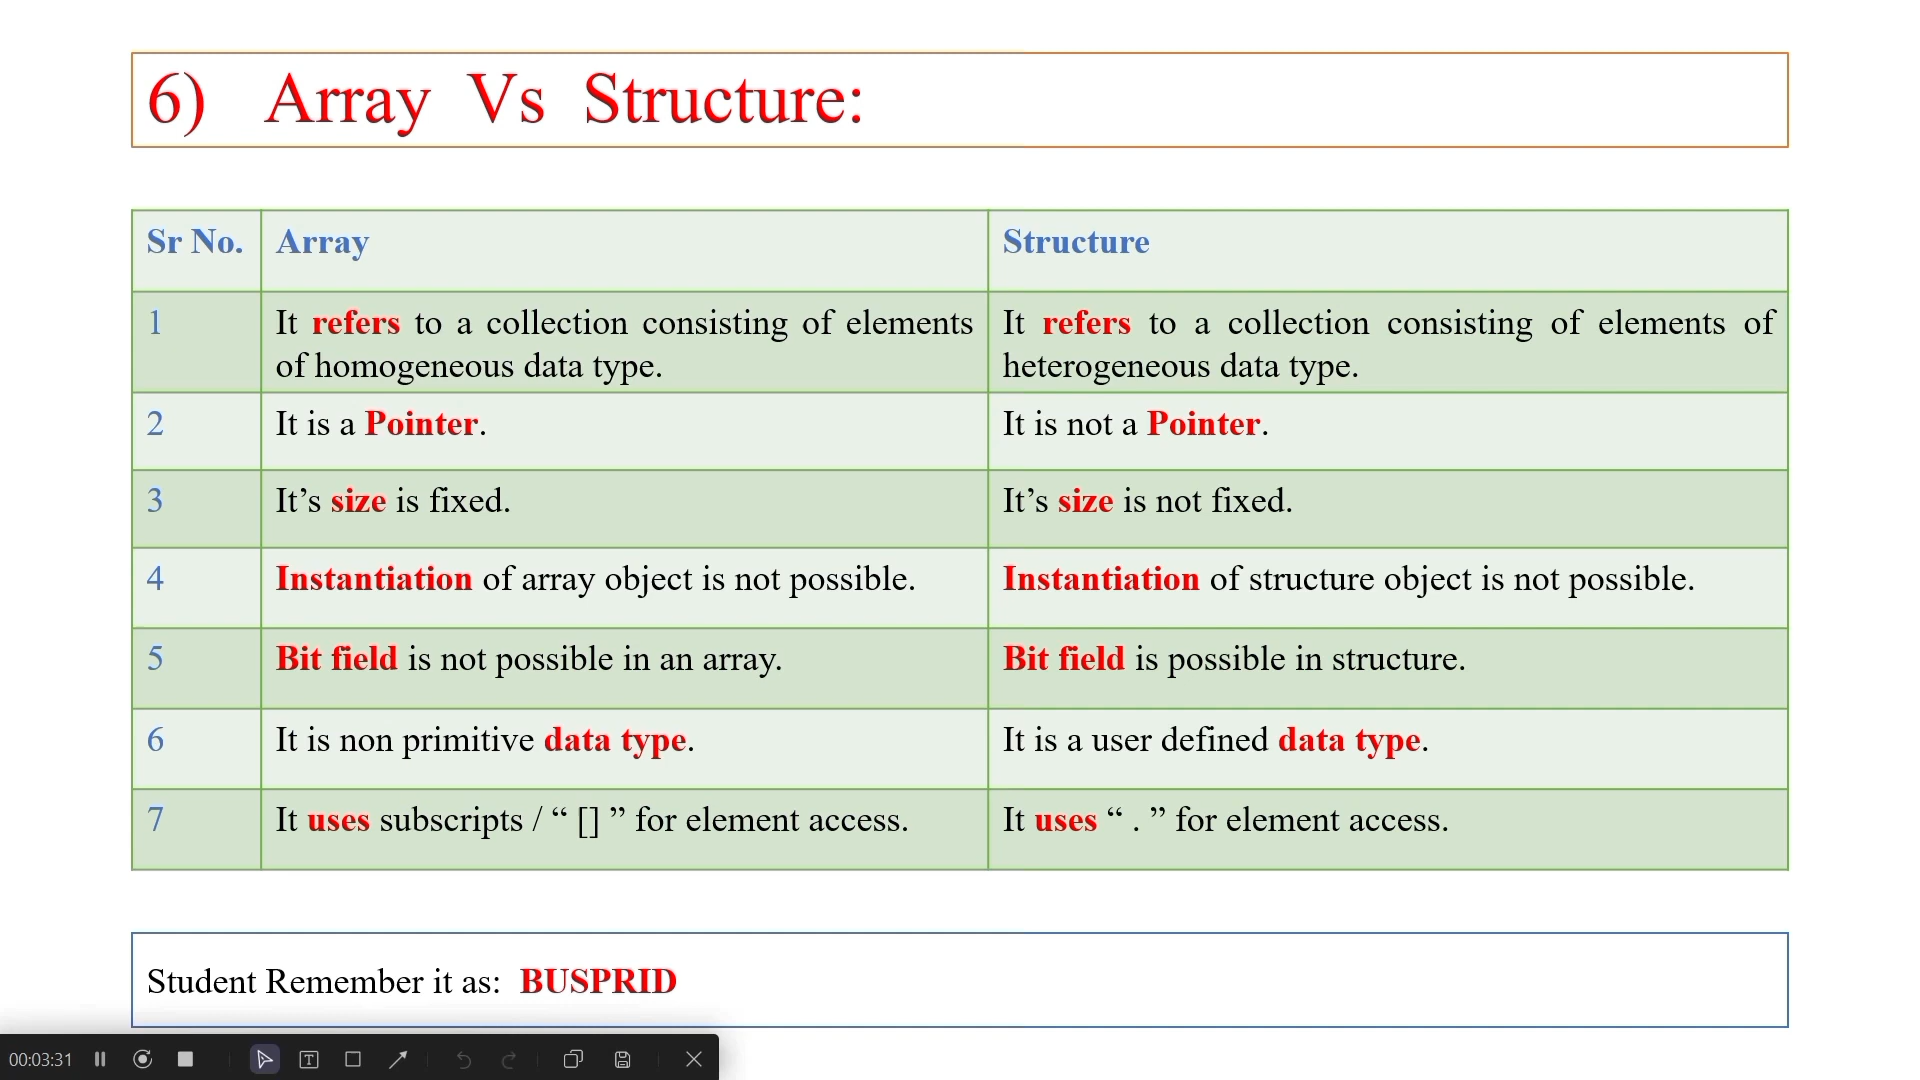 6) Array Vs Structure:
Sr No. Array Structure
1 It refers to a collection consisting of elements of homogeneous data type. It refers to a collection consisting of elements of heterogeneous data type.
2 It is a Pointer. It is not a Pointer.
3 It’s size is fixed. It’s size is not fixed.
4 Instantiation of array object is not possible. Instantiation of structure object is not possible.
5 Bit field is not possible in an array. Bit field is possible in structure.
6 It is non primitive data type. It is a user defined data type.
7 It uses subscripts / “ [] ” for element access. It uses “ . ” for element access.
Student Remember it as: BUSPRID
00:03:31